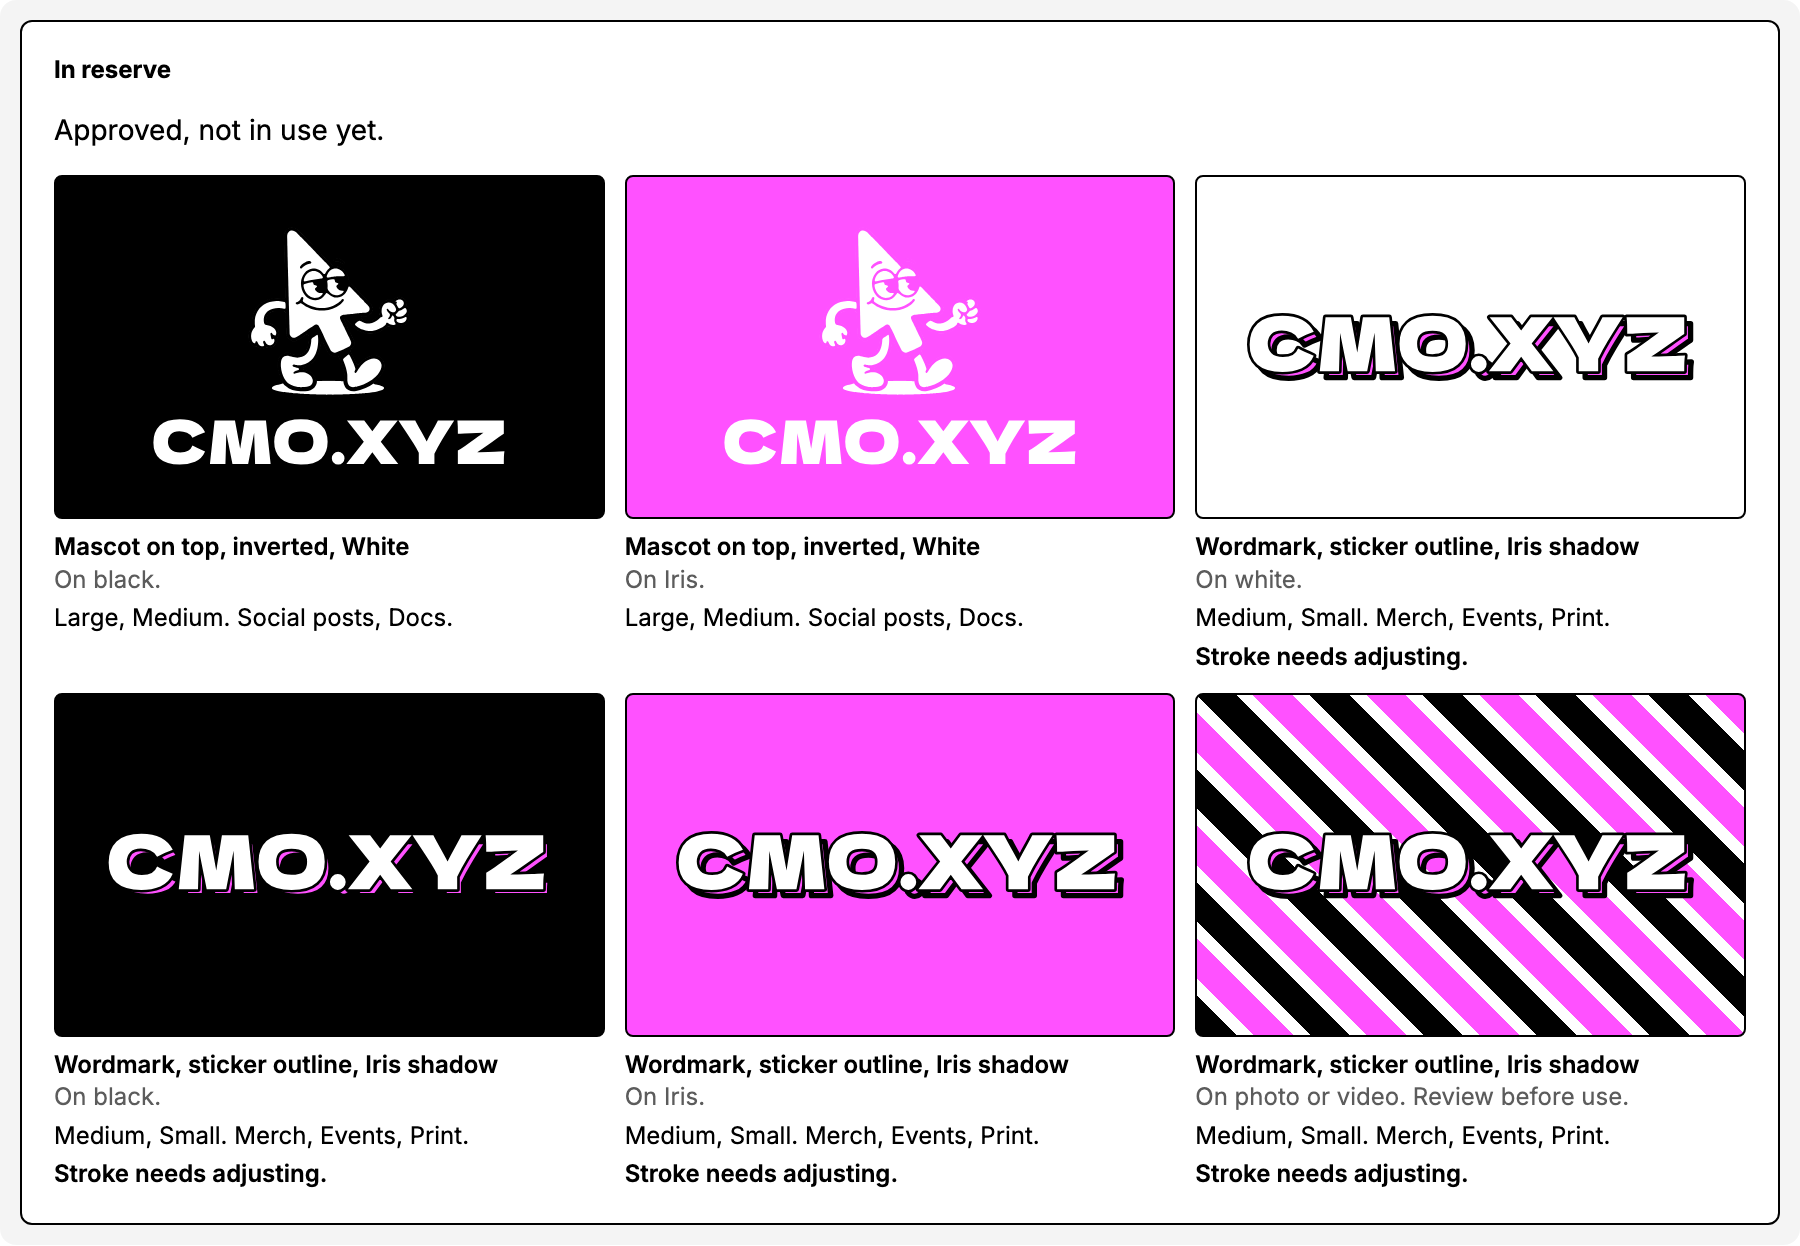 In reserve
Approved, not in use yet.
CMO.XYZ
CMO.XYZ
CMO.XYZ
Mascot on top, inverted, White
On black.
Large, Medium. Social posts, Docs.
Mascot on top, inverted, White
On Iris.
Large, Medium. Social posts, Docs.
Wordmark, sticker outline, Iris shadow
On white.
Medium, Small. Merch, Events, Print.
Stroke needs adjusting.
CMO.XYZ
CMO.XYZ
CMO.XYZ
Wordmark, sticker outline, Iris shadow
On black.
Medium, Small. Merch, Events, Print.
Stroke needs adjusting.
Wordmark, sticker outline, Iris shadow
On Iris.
Medium, Small. Merch, Events, Print.
Stroke needs adjusting.
Wordmark, sticker outline, Iris shadow
On photo or video. Review before use.
Medium, Small. Merch, Events, Print.
Stroke needs adjusting.